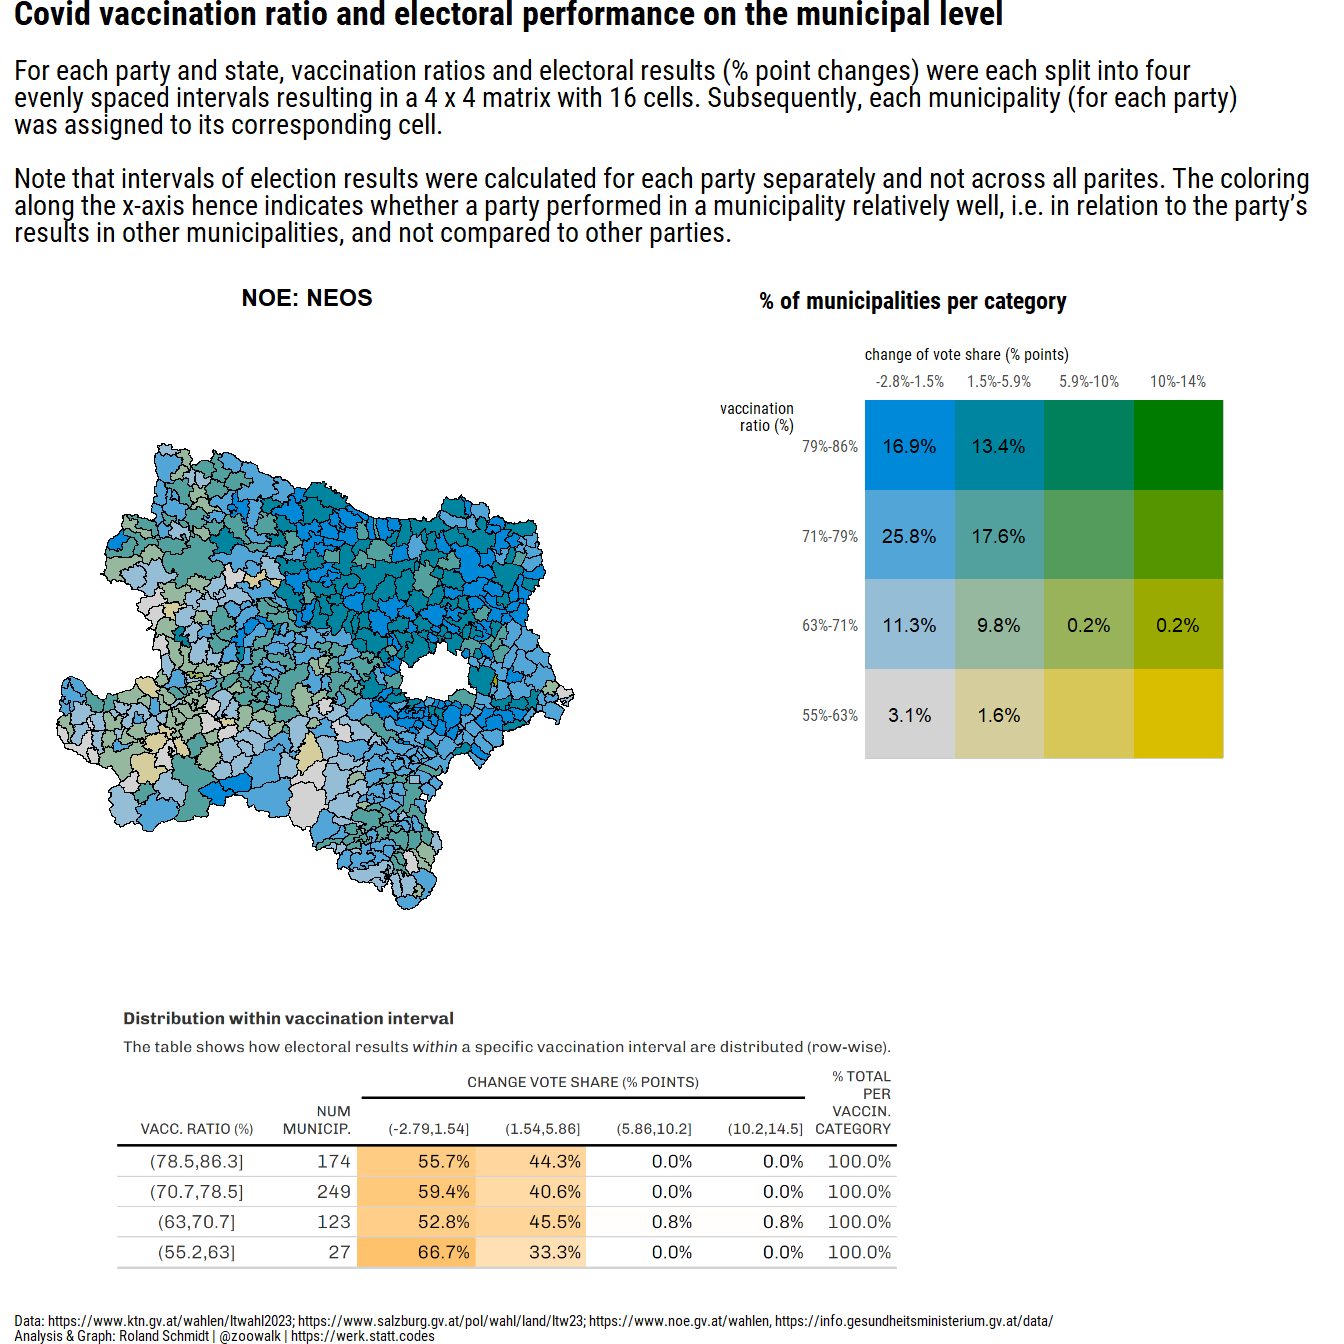 Covid vaccination ratio and electoral performance on the municipal level
For each party and state, vaccination ratios and electoral results (% point changes) were each split into four
evenly spaced intervals resulting in a 4 x 4 matrix with 16 cells. Subsequently, each municipality (for each party)
was assigned to its corresponding cell.
Note that intervals of election results were calculated for each party separately and not across all parites. The coloring
along the x-axis hence indicates whether a party performed in a municipality relatively well, i.e. in relation to the party's
results in other municipalities, and not compared to other parties.
NOE: NEOS
% of municipalities per category
change of vote share (% points)
-2.8%-1.5% 1.5%-5.9% 5.9%-10% 10%-14%
vaccination
ratio (%)
79%-86% 16.9% 13.4%
71%-79% 25.8% 17.6%
63%-71% 11.3% 9.8% 0.2% 0.2%
55%-63% 3.1% 1.6%
Distribution within vaccination interval
The table shows how electoral results within a specific vaccination interval are distributed (row-wise).
CHANGE VOTE SHARE (% POINTS)
% TOTAL
PER
VACCIN.
CATEGORY
NUM
MUNICIP.
VACC. RATIO (%) (-2.79,1.54] (1.54,5.86] (5.86,10.2] (10.2,14.5]
(78.5,86.3] 174 55.7% 44.3% 0.0% 0.0% 100.0%
(70.7,78.5] 249 59.4% 40.6% 0.0% 0.0% 100.0%
(63,70.7] 123 52.8% 45.5% 0.8% 0.8% 100.0%
(55.2,63] 27 66.7% 33.3% 0.0% 0.0% 100.0%
Data: https://www.ktn.gv.at/wahlen/ltwahl2023; https://www.salzburg.gv.at/pol/wahl/land/ltw23; https://www.noe.gv.at/wahlen, https://info.gesundheitsministerium.gv.at/data/
Analysis & Graph: Roland Schmidt | @zoowalk | https://werk.statt.codes